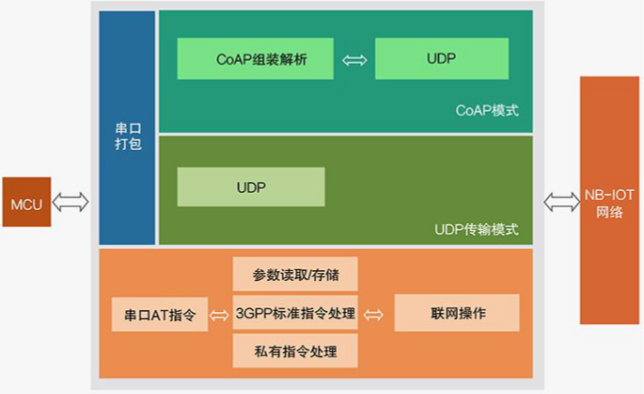 CoAP组装解析
UDP
CoAP模式
串口
打包
UDP
UDP传输模式
MCU
NB-IOT
网络
参数读取/存储
串口AT指令
3GPP标准指令处理
联网操作
私有指令处理